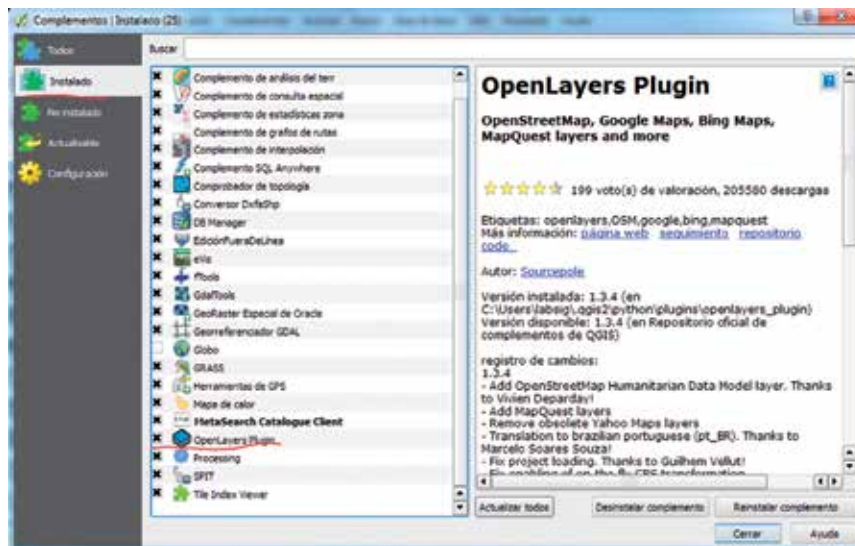 Complementos | Instalado (25)
Todos
Instalado
No instalado
Actualizable
Configuración
Buscar
Complemento de análisis del terr
Complemento de consulta espacial
Complemento de estadísticas zona
Complemento de grafos de rutas
Complemento de interpolación
Complemento SQL Anywhere
Comprobador de topología
Conversor DxfaShp
DB Manager
EdiciónFueraDeLínea
eVis
fTools
GdalTools
GeoRaster Espacial de Oracle
Georreferenciador GDAL
Globo
GRASS
Herramientas de GPS
Mapa de calor
MetaSearch Catalogue Client
OpenLayers Plugin
Processing
SPIT
Tile Index Viewer
OpenLayers Plugin
OpenStreetMap, Google Maps, Bing Maps,
MapQuest layers and more
199 voto(s) de valoración, 205580 descargas
Etiquetas: openlayers,OSM,google,bing,mapquest
Más información: página web seguimiento repositorio
code_
Autor: Sourcepole
Versión instalada: 1.3.4 (en
C:\Users\labsig\.qgis2\python\plugins\openlayers_plugin)
Versión disponible: 1.3.4 (en Repositorio oficial de
complementos de QGIS)
registro de cambios:
1.3.4
- Add OpenStreetMap Humanitarian Data Model layer. Thanks
to Vivien Deparday!
- Add MapQuest layers
- Remove obsolete Yahoo Maps layers
- Translation to brazilian portuguese (pt_BR). Thanks to
Marcelo Soares Souza!
- Fix project loading. Thanks to Guilhem Vellut!
- Fix enabling of on the fly CRS transformation
Actualizar todos
Desinstalar complemento
Reinstalar complemento
Cerrar
Ayuda